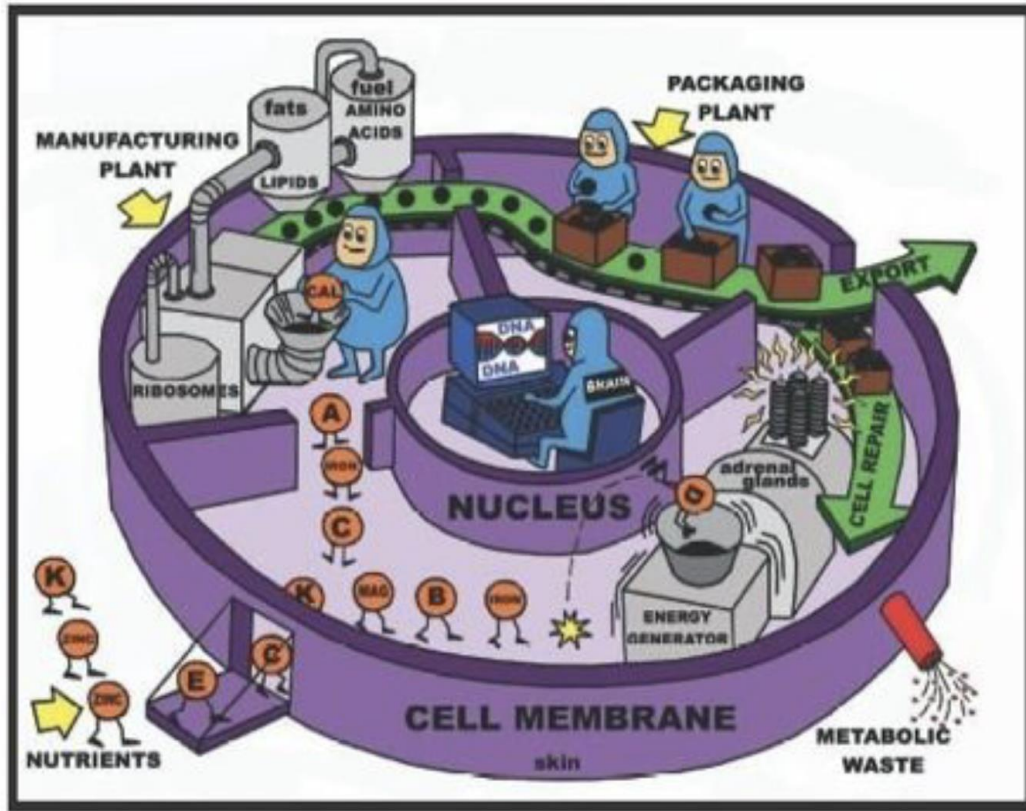 PACKAGING
PLANT
MANUFACTURING
PLANT
fats
LIPIDS
fuel
AMINO
ACIDS
CAL
RIBOSOMES
EXPORT
DNA
DNA
BRAIN
A
IRON
C
NUCLEUS
D
adrenal
glands
CELL REPAIR
K
MAG
B
IRON
ENERGY
GENERATOR
K
ZINC
ZINC
E
C
NUTRIENTS
CELL MEMBRANE
skin
METABOLIC
WASTE